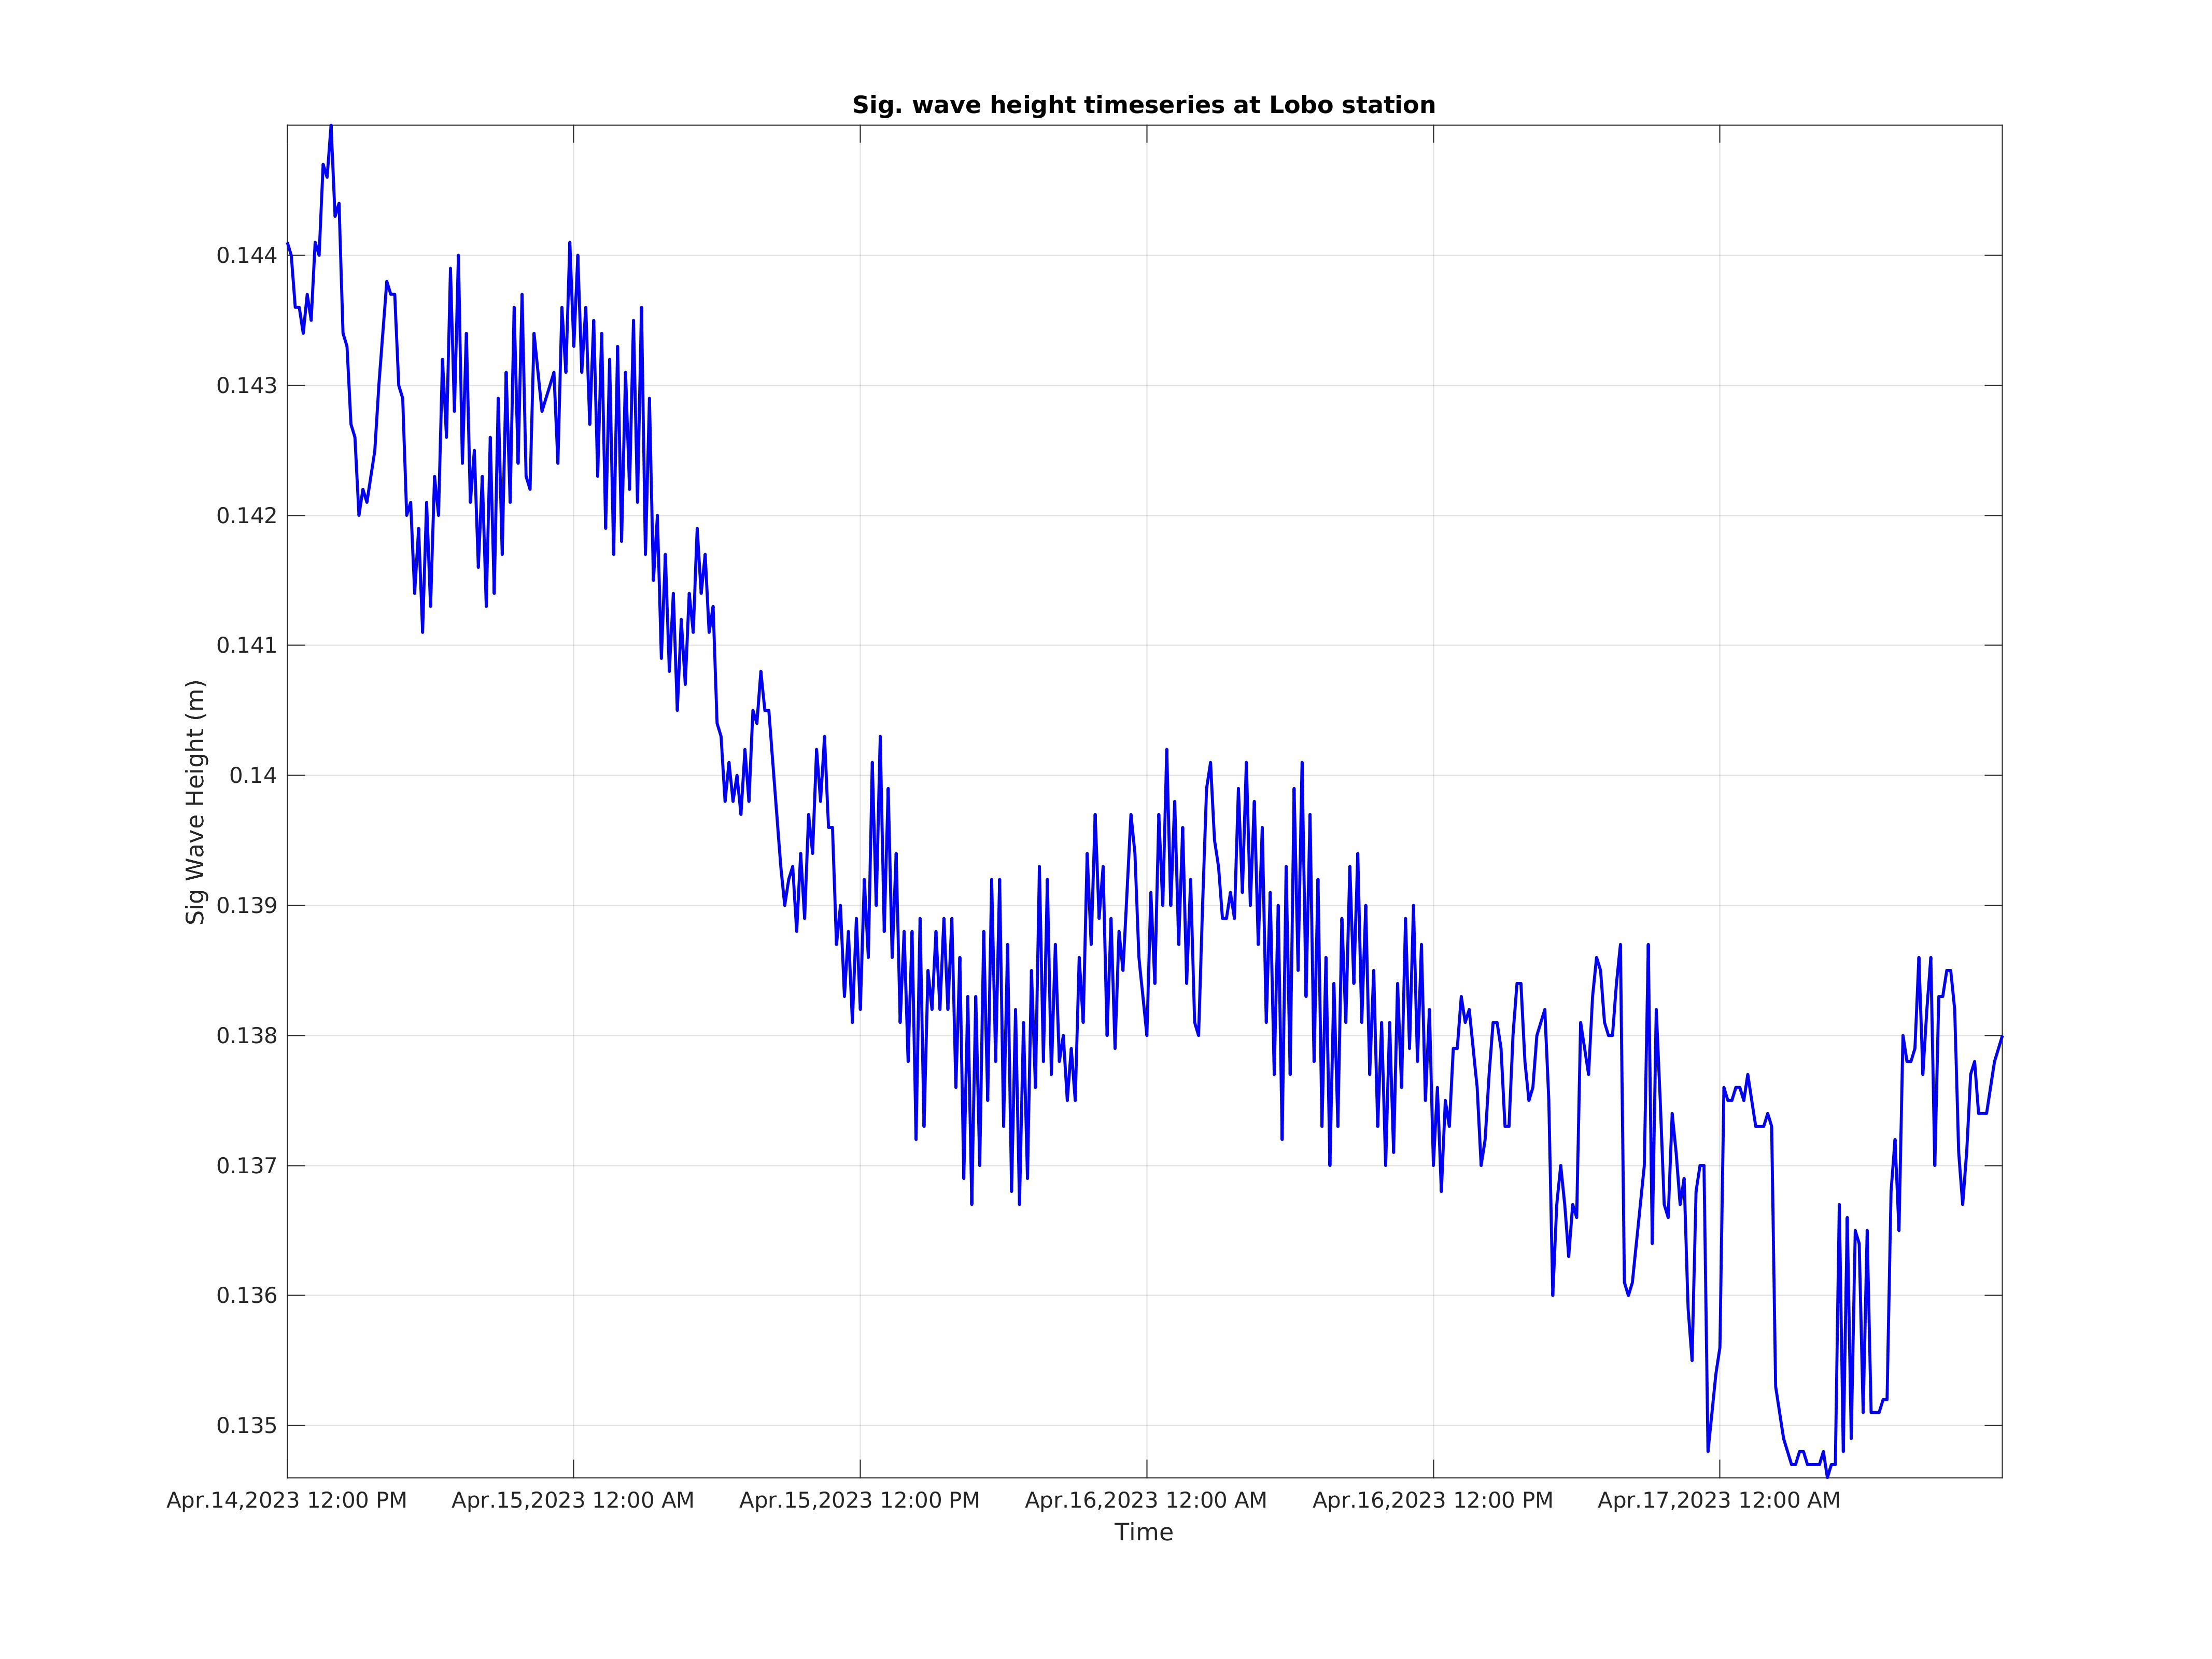 Sig. wave height timeseries at Lobo station
0.144
0.143
0.142
0.141
0.14
0.139
0.138
0.137
0.136
0.135
Sig Wave Height (m)
Apr.14,2023 12:00 PM Apr.15,2023 12:00 AM Apr.15,2023 12:00 PM Apr.16,2023 12:00 AM Apr.16,2023 12:00 PM Apr.17,2023 12:00 AM
Time